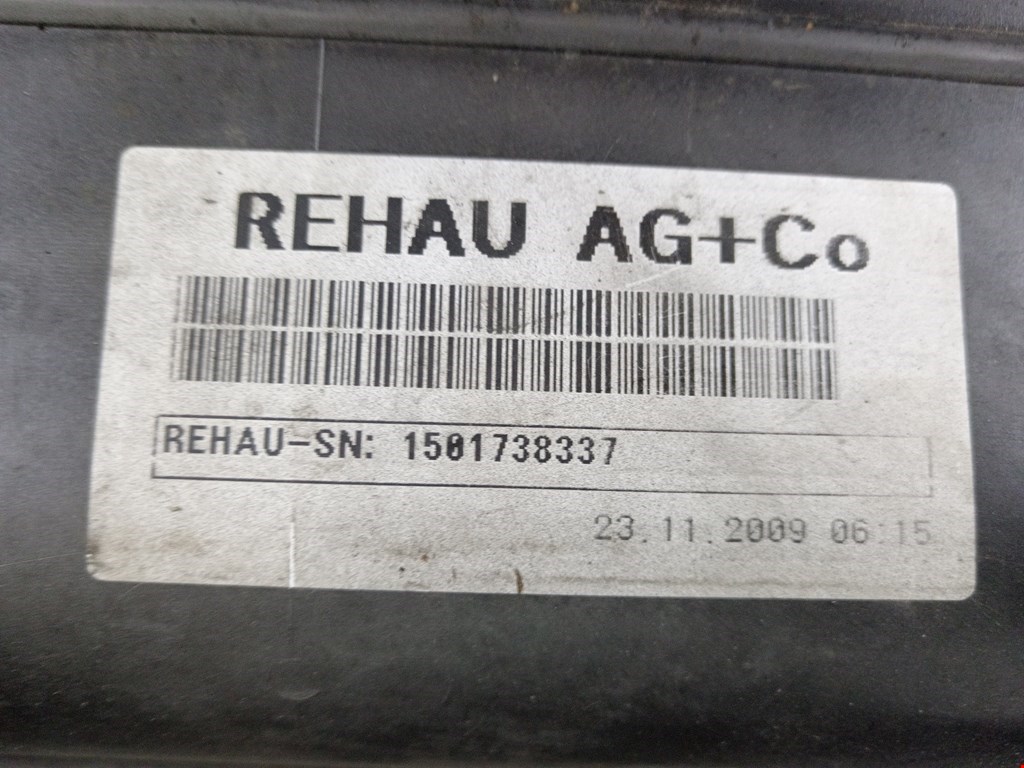 REHAU AG+Co
REHAU-SN: 1501738337
23.11.2009 06:15